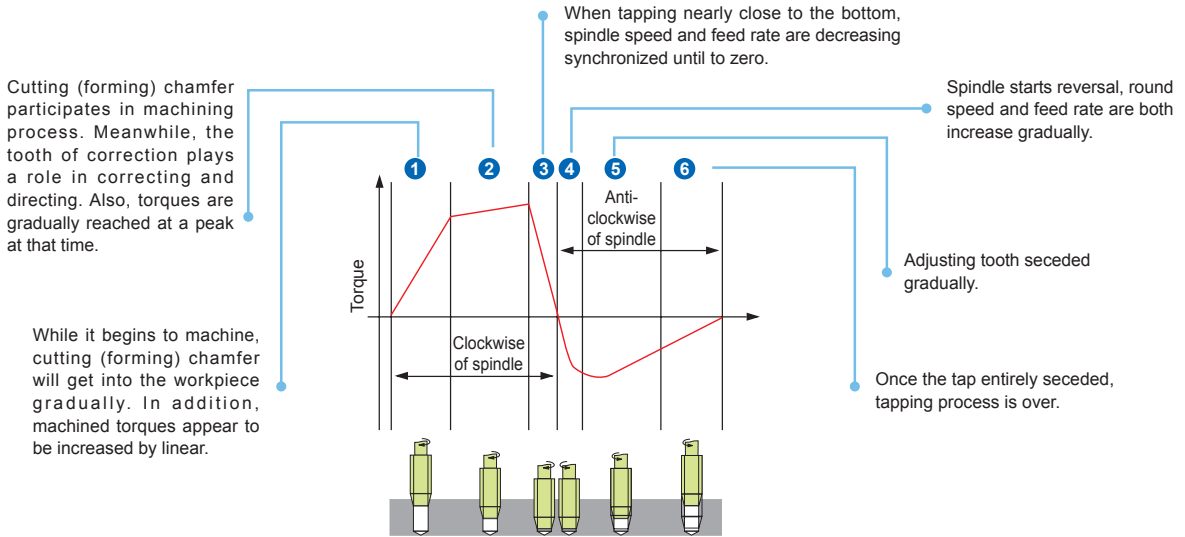 When tapping nearly close to the bottom,
spindle speed and feed rate are decreasing
synchronized until to zero.
Cutting (forming) chamfer
participates in machining
process. Meanwhile, the
tooth of correction plays
a role in correcting and
directing. Also, torques are
gradually reached at a peak
at that time.
Spindle starts reversal, round
speed and feed rate are both
increase gradually.
1 2 3 4 5 6
Anti-
clockwise
of spindle
Torque
Adjusting tooth seceded
gradually.
While it begins to machine,
cutting (forming) chamfer
will get into the workpiece
gradually. In addition,
machined torques appear to
be increased by linear.
Clockwise
of spindle
Once the tap entirely seceded,
tapping process is over.